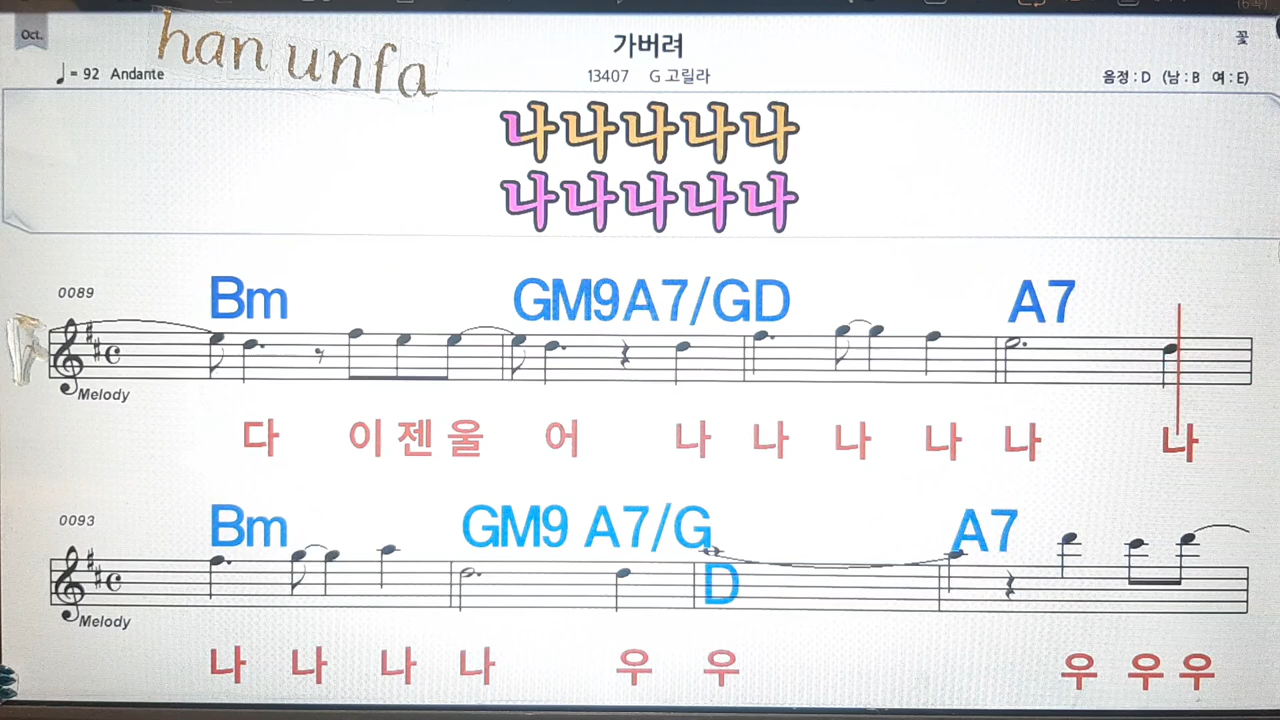 Oct.
han unfa
가버려
꽃
♩= 92 Andante
13407 G 고릴라
음정 : D (남 : B 여 : E)
나나나나나
나나나나나
0089
Bm GM9 A7/G D A7
Melody
다 이 젠 울 어 나 나 나 나 나 나
0093
Bm GM9 A7/G D A7
Melody
나 나 나 나 우 우 우 우 우